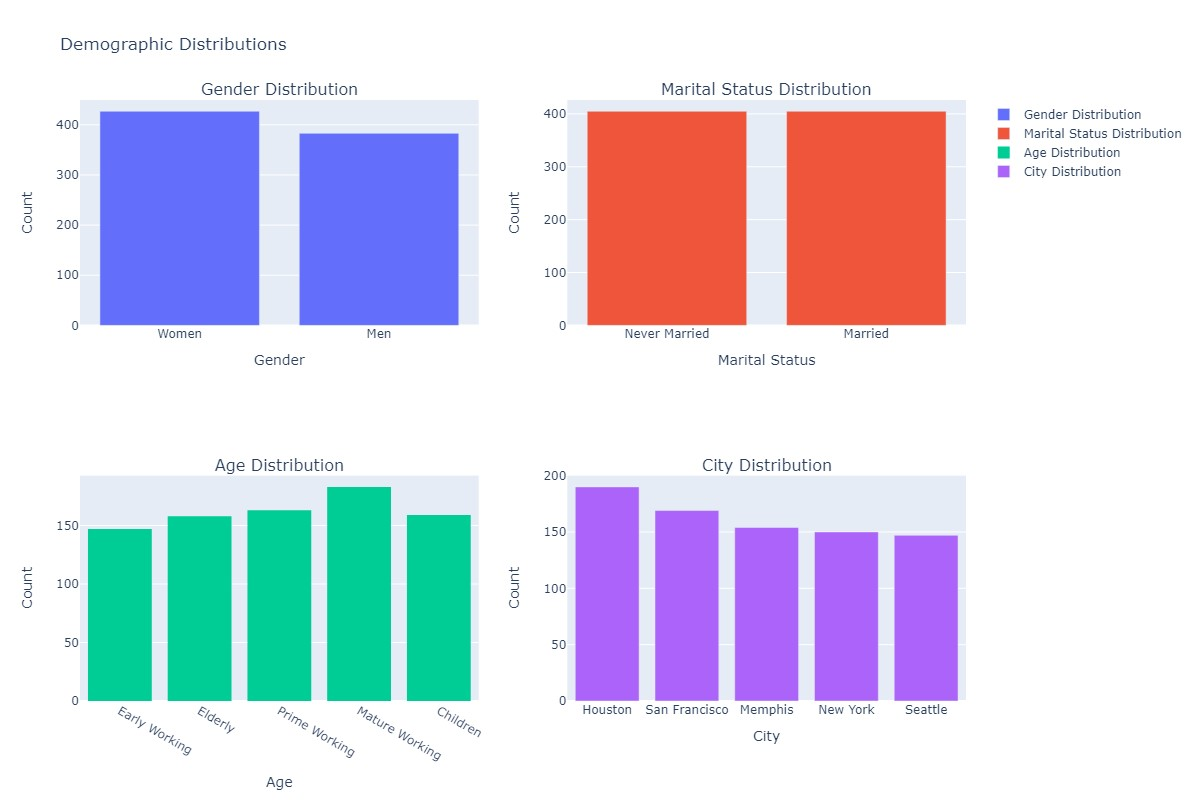 Demographic Distributions
Gender Distribution
400
300
200
100
0
Count
Women
Men
Gender
Marital Status Distribution
400
300
200
100
0
Count
Never Married
Married
Marital Status
Gender Distribution
Marital Status Distribution
Age Distribution
City Distribution
Age Distribution
150
100
50
0
Count
Early Working
Elderly
Prime Working
Mature Working
Children
Age
City Distribution
200
150
100
50
0
Count
Houston
San Francisco
Memphis
New York
Seattle
City